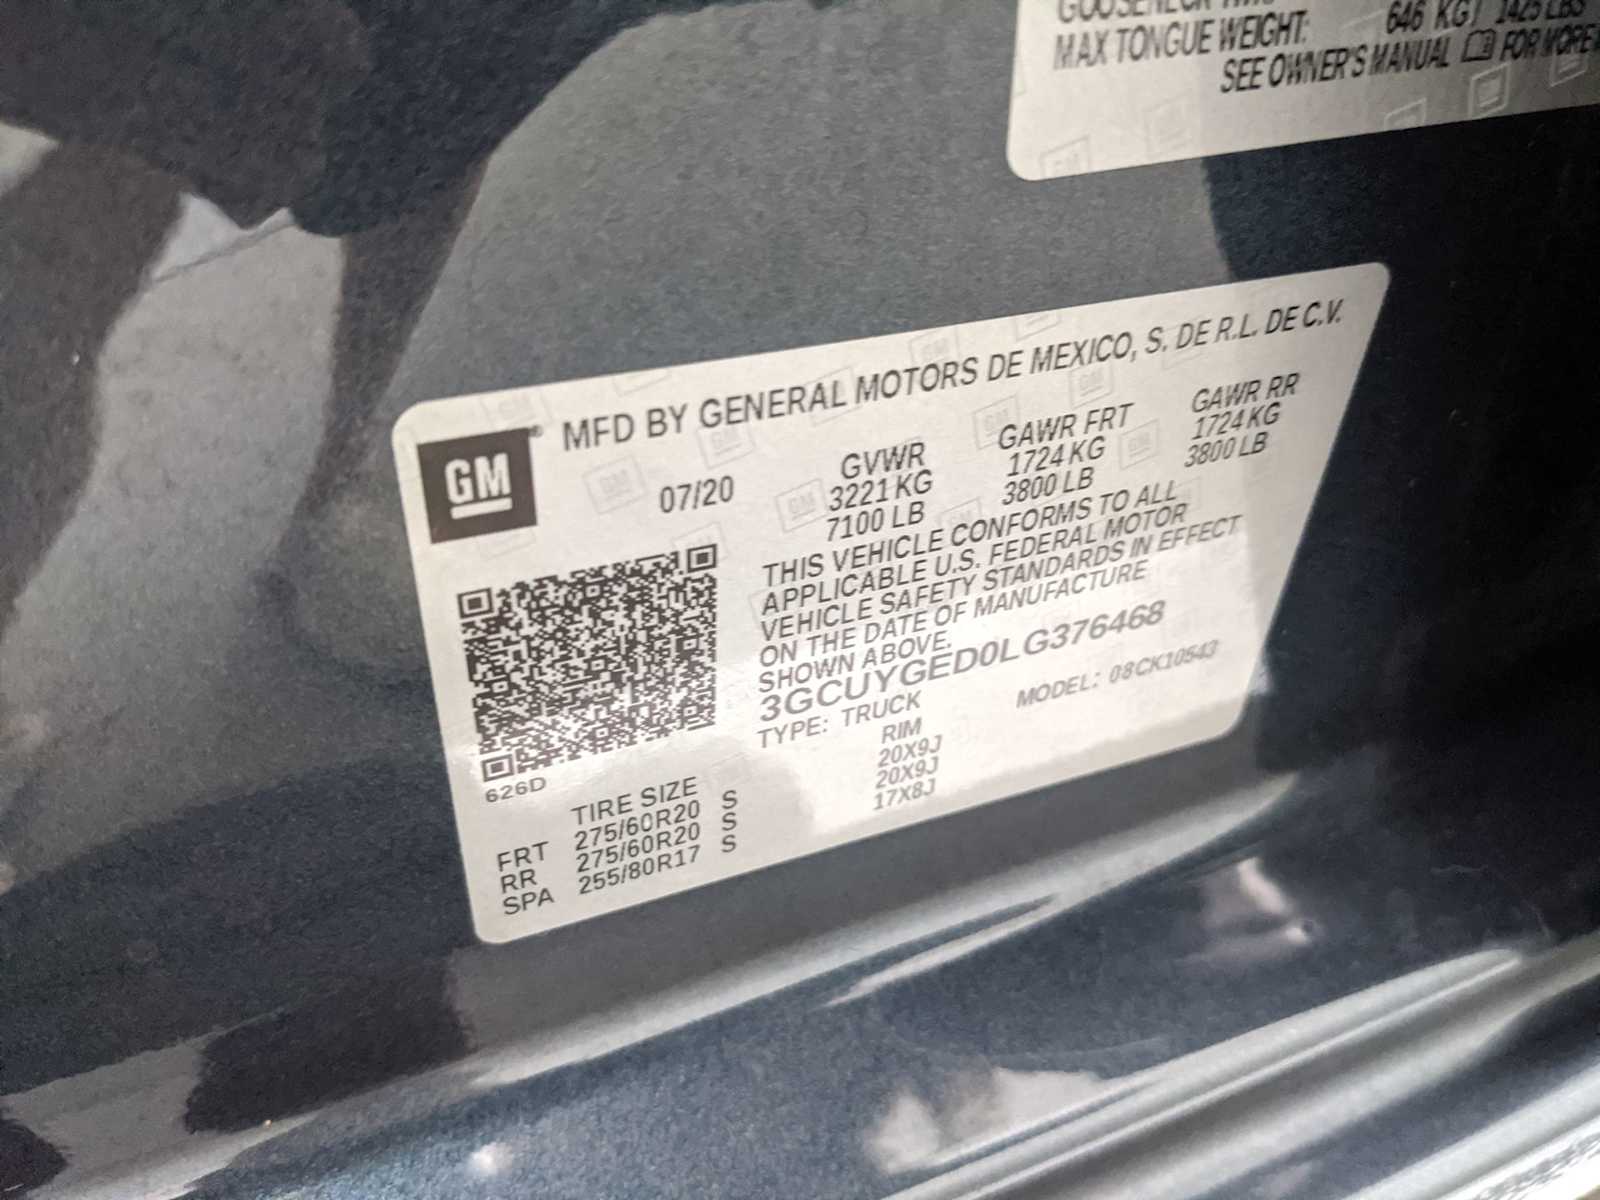 MAX TONGUE WEIGHT: 646 KG/ 1425 LBS
SEE OWNER'S MANUAL FOR MORE
GM® MFD BY GENERAL MOTORS DE MEXICO, S. DE R.L. DE C.V.
07/20 GVWR GAWR FRT GAWR RR
3221 KG 1724 KG 1724 KG
7100 LB 3800 LB 3800 LB
THIS VEHICLE CONFORMS TO ALL
APPLICABLE U.S. FEDERAL MOTOR
VEHICLE SAFETY STANDARDS IN EFFECT
ON THE DATE OF MANUFACTURE
SHOWN ABOVE.
3GCUYGED0LG376468
TYPE: TRUCK MODEL: 08CK10543
626D
TIRE SIZE RIM
FRT 275/60R20 S 20X9J
RR 275/60R20 S 20X9J
SPA 255/80R17 S 17X8J